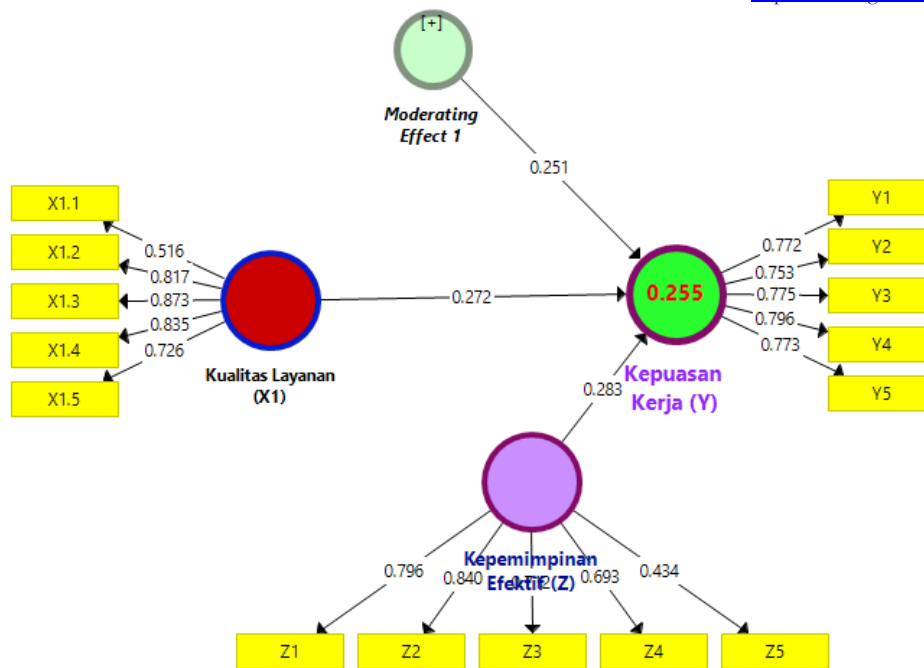 [+]
Moderating
Effect 1
0.251
X1.1
X1.2
X1.3
X1.4
X1.5
0.516
0.817
0.873
0.835
0.726
Kualitas Layanan
(X1)
0.272
0.255
Kepuasan
Kerja (Y)
0.772
0.753
0.775
0.796
0.773
Y1
Y2
Y3
Y4
Y5
0.283
Kepemimpinan
Efektif (Z)
0.796
0.840
0.693
0.434
Z1
Z2
Z3
Z4
Z5